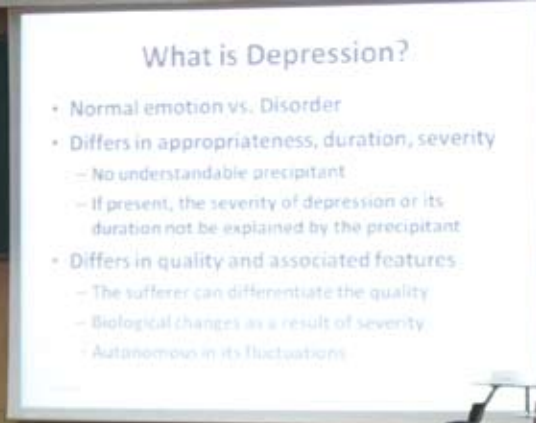 What is Depression?
• Normal emotion vs. Disorder
• Differs in appropriateness, duration, severity
– No understandable precipitant
– If present, the severity of depression or its
duration not be explained by the precipitant
• Differs in quality and associated features
– The sufferer can differentiate the quality
– Biological changes as a result of severity
– Autonomous in its fluctuations